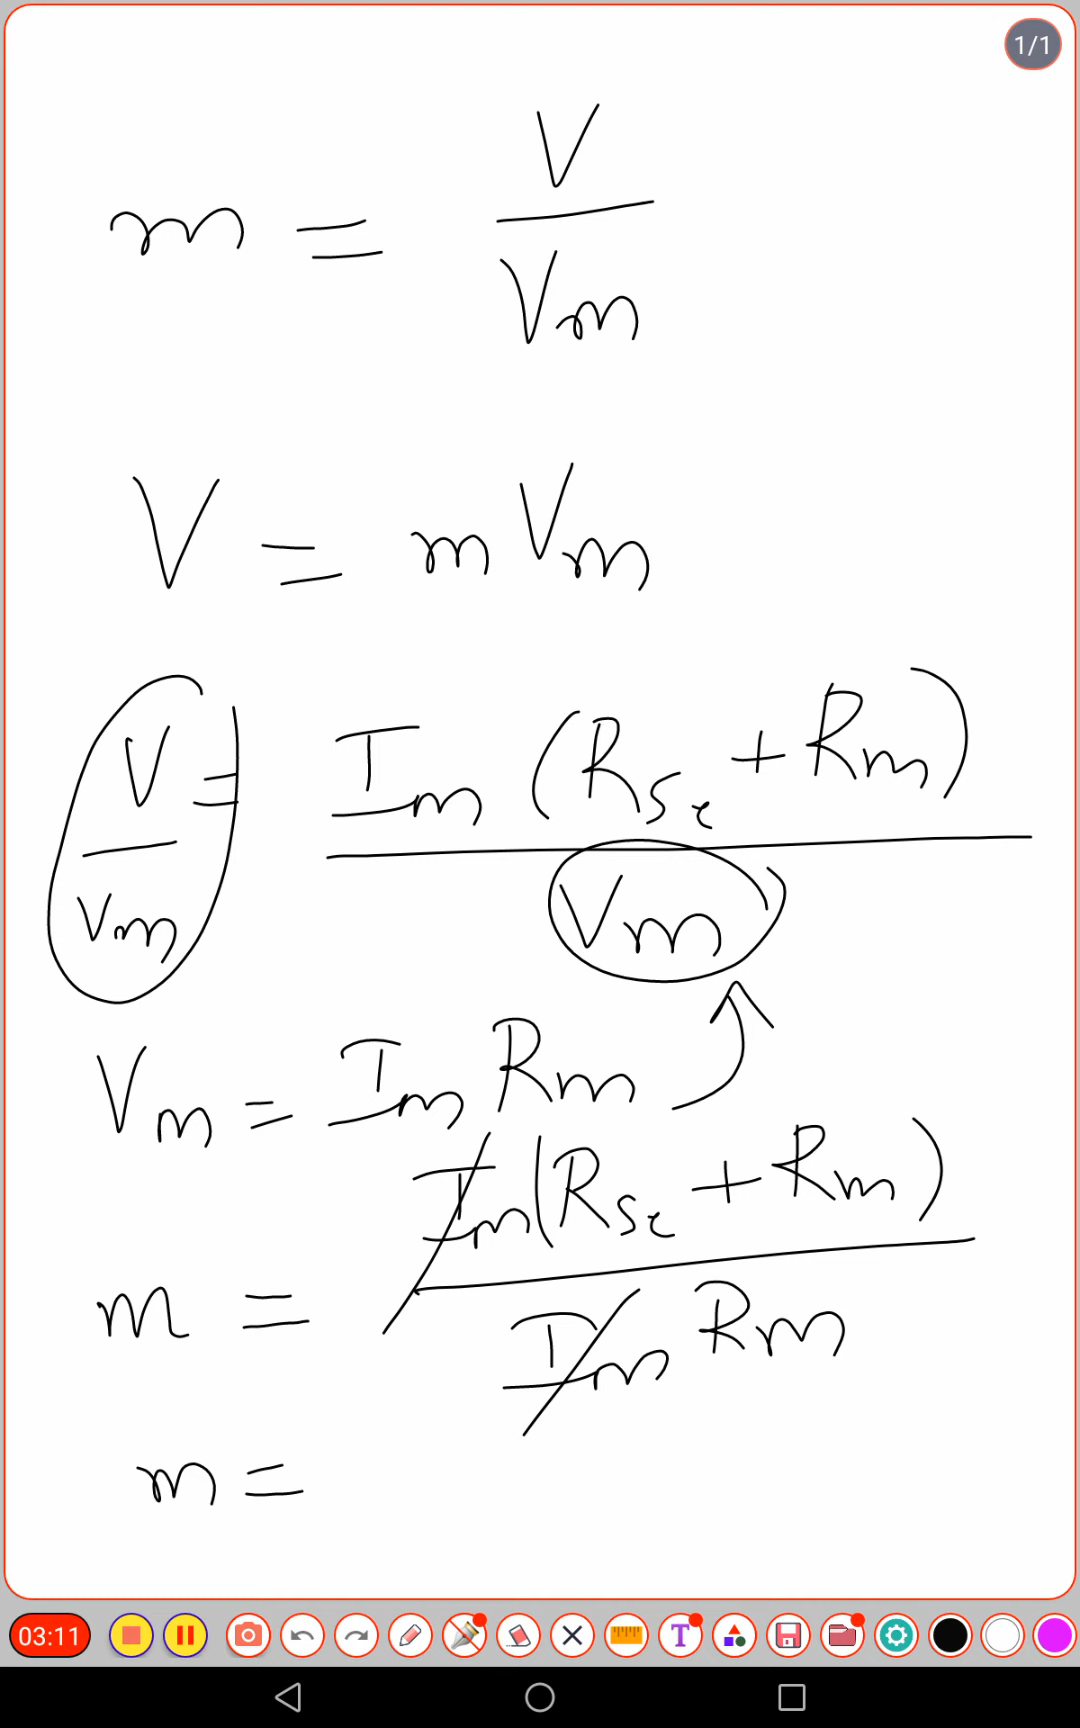 1/1
m = V / Vm
V = m Vm
V / Vm = Im (Rse + Rm) / Vm
Vm = Im Rm
m = Im (Rse + Rm) / Im Rm
m =
03:11
T